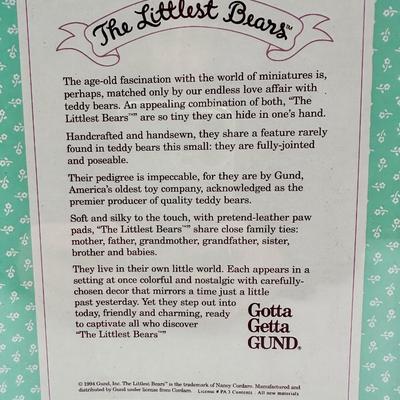 The Littlest Bears™
The age-old fascination with the world of miniatures is,
perhaps, matched only by our endless love affair with
teddy bears. An appealing combination of both, “The
Littlest Bears™” are so tiny they can hide in one's hand.
Handcrafted and handsewn, they share a feature rarely
found in teddy bears this small: they are fully-jointed
and poseable.
Their pedigree is impeccable, for they are by Gund,
America's oldest toy company, acknowledged as the
premier producer of quality teddy bears.
Soft and silky to the touch, with pretend-leather paw
pads, “The Littlest Bears™” share close family ties:
mother, father, grandmother, grandfather, sister,
brother and babies.
They live in their own little world. Each appears in a
setting at once colorful and nostalgic with carefully-
chosen decor that mirrors a time just a little
past yesterday. Yet they step out into
today, friendly and charming, ready
to captivate all who discover
“The Littlest Bears™”
Gotta
Getta
GUND®
© 1994 Gund, Inc. The Littlest Bears™ is the trademark of Nancy Cordaro. Manufactured and
distributed by Gund under license from Cordaro. License # PA 3 Contents : All new materials